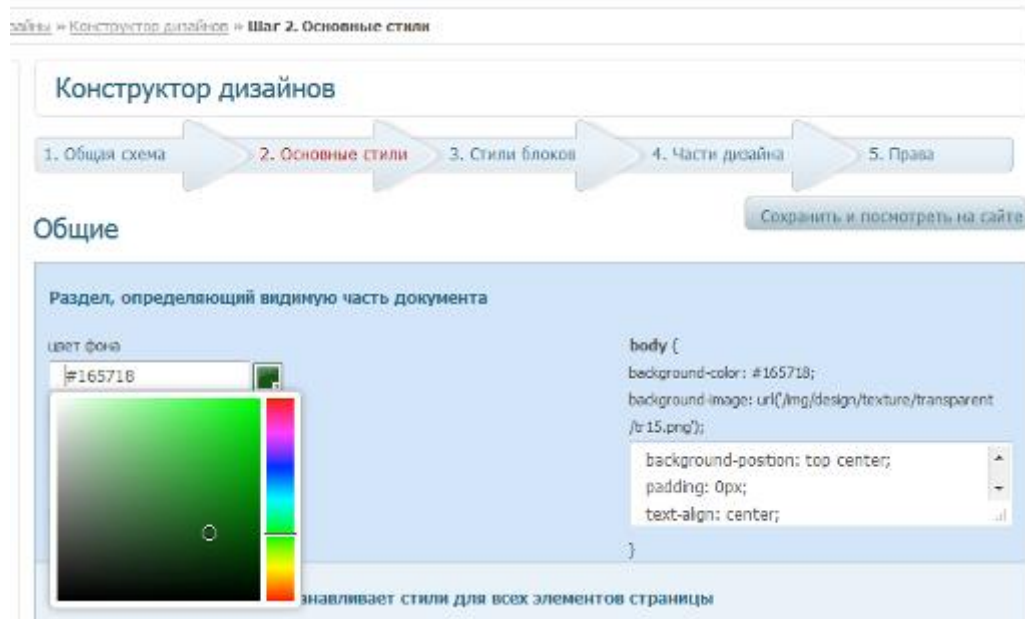 » Конструктор дизайнов » Шаг 2. Основные стили
Конструктор дизайнов
1. Общая схема 2. Основные стили 3. Стили блоков 4. Части дизайна 5. Права
Сохранить и посмотреть на сайте
Общие
Раздел, определяющий видимую часть документа
цвет фона
#165718
body {
background-color: #165718;
background-image: url('/img/design/texture/transparent
/tr15.png');
background-position: top center;
padding: 0px;
text-align: center;
}
анавливает стили для всех элементов страницы